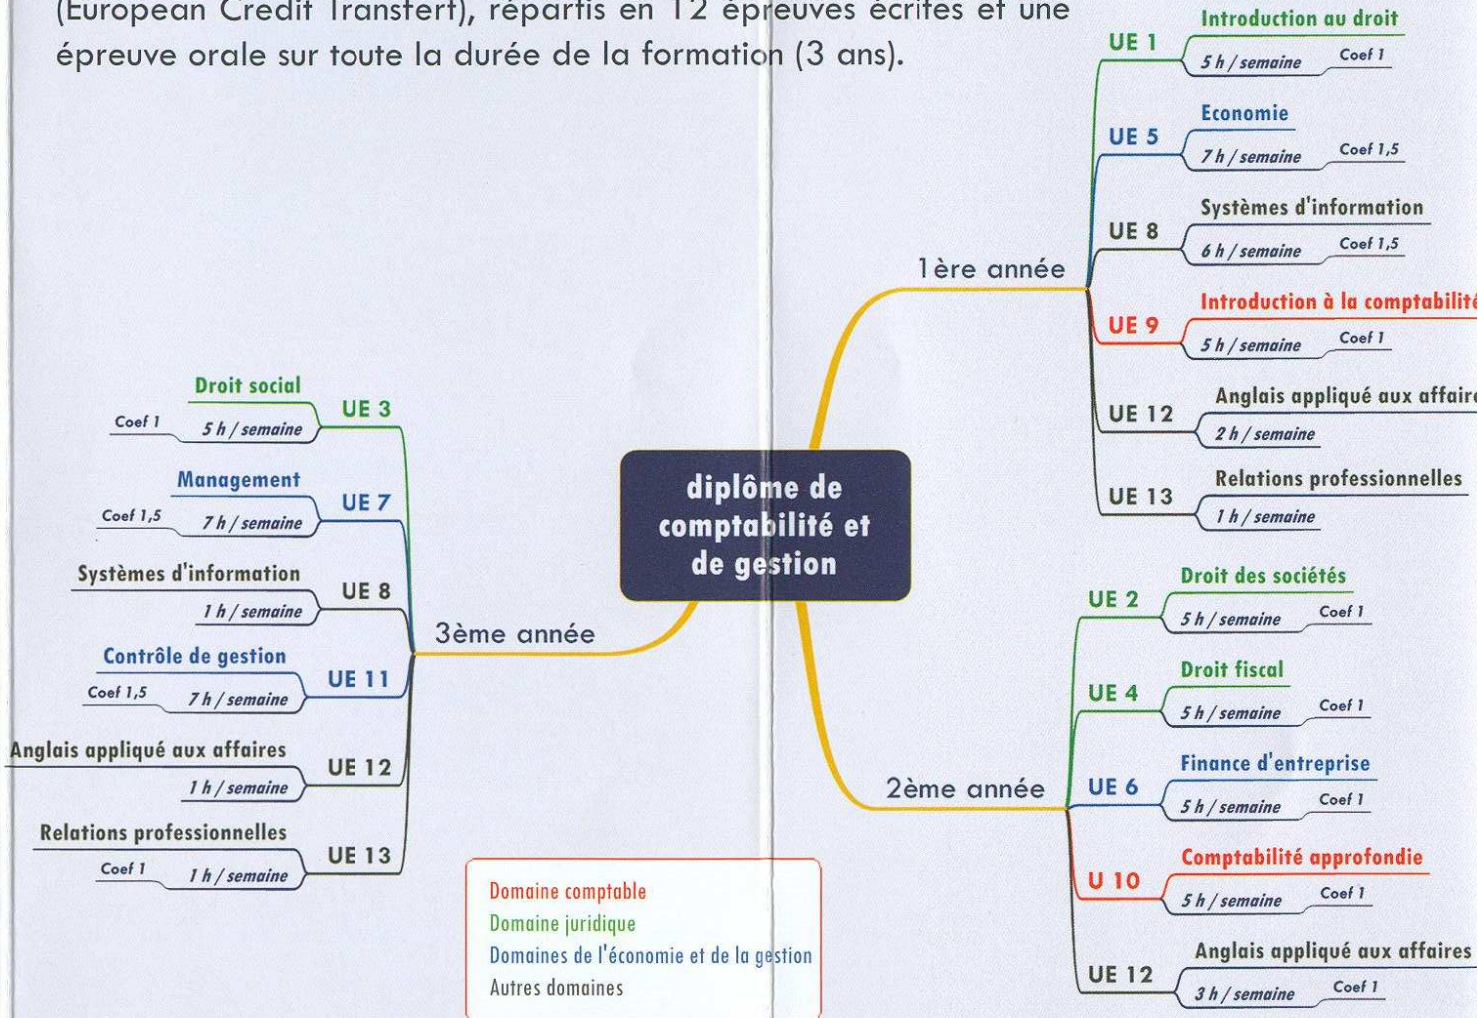 (European Credit Transfert), répartis en 12 épreuves écrites et une
épreuve orale sur toute la durée de la formation (3 ans).
diplôme de
comptabilité et
de gestion
1ère année
UE 1
Introduction au droit
5 h / semaine
Coef 1
UE 5
Economie
7 h / semaine
Coef 1,5
UE 8
Systèmes d'information
6 h / semaine
Coef 1,5
UE 9
Introduction à la comptabilité
5 h / semaine
Coef 1
UE 12
Anglais appliqué aux affaire
2 h / semaine
UE 13
Relations professionnelles
1 h / semaine
2ème année
UE 2
Droit des sociétés
5 h / semaine
Coef 1
UE 4
Droit fiscal
5 h / semaine
Coef 1
UE 6
Finance d'entreprise
5 h / semaine
Coef 1
U 10
Comptabilité approfondie
5 h / semaine
Coef 1
UE 12
Anglais appliqué aux affaires
3 h / semaine
Coef 1
3ème année
Droit social
UE 3
Coef 1
5 h / semaine
Management
UE 7
Coef 1,5
7 h / semaine
Systèmes d'information
UE 8
1 h / semaine
Contrôle de gestion
UE 11
Coef 1,5
7 h / semaine
Anglais appliqué aux affaires
UE 12
1 h / semaine
Relations professionnelles
UE 13
Coef 1
1 h / semaine
Domaine comptable
Domaine juridique
Domaines de l'économie et de la gestion
Autres domaines